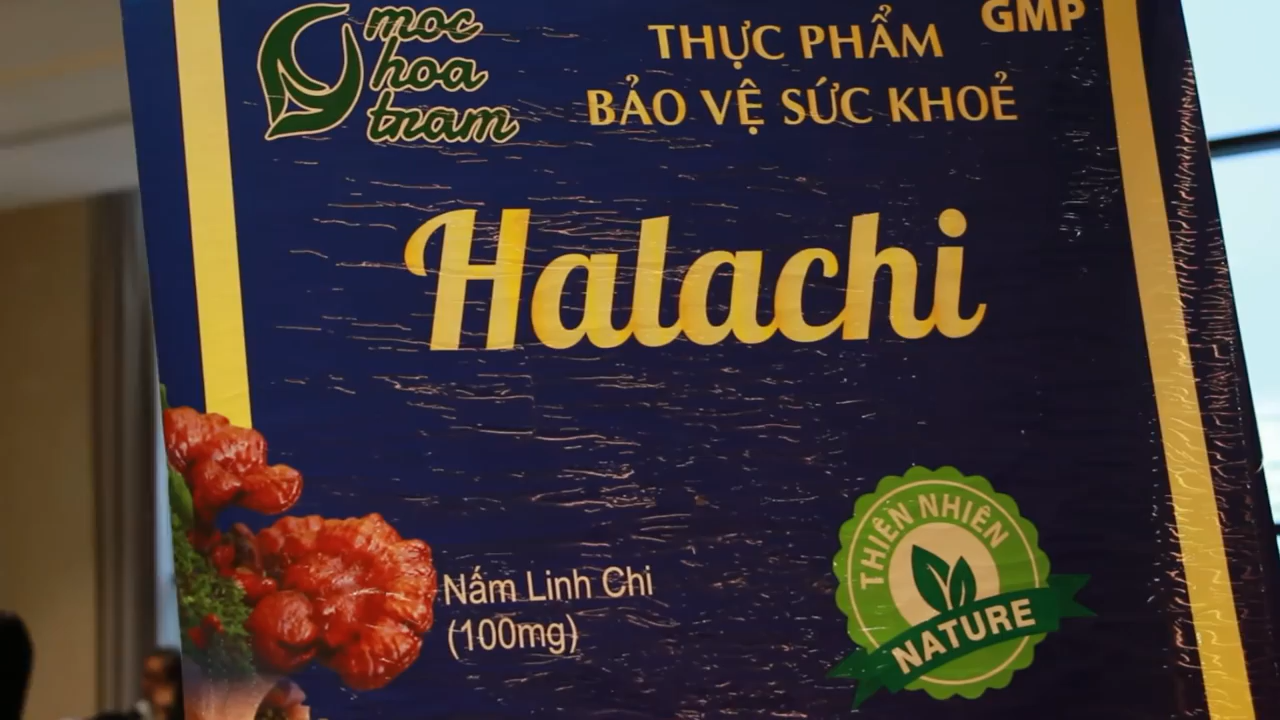 moc
hoa
tram
THỰC PHẨM
BẢO VỆ SỨC KHOẺ
GMP
Halachi
Nấm Linh Chi
(100mg)
THIÊN NHIÊN
NATURE